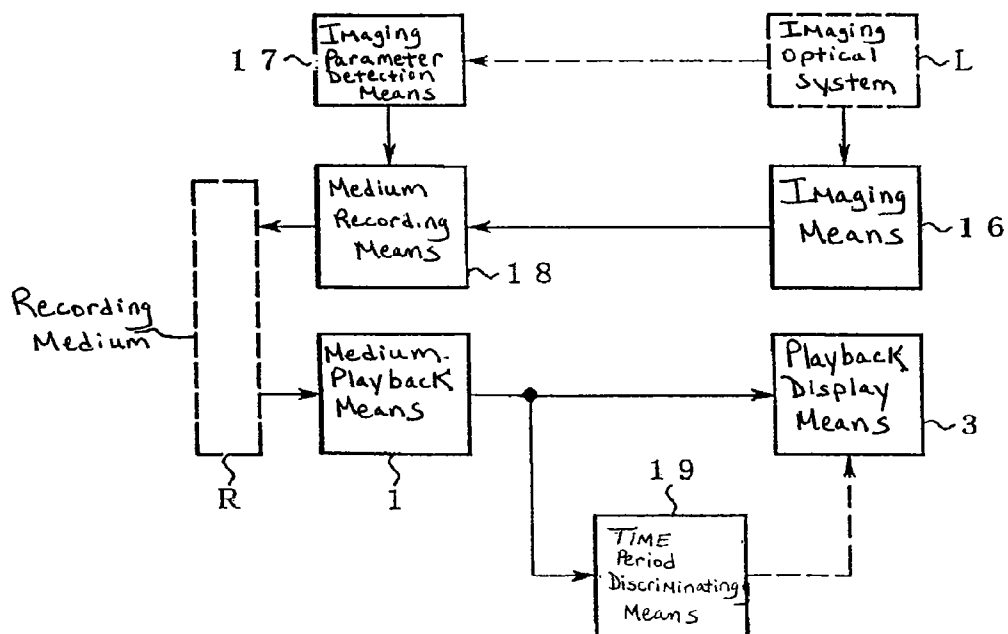 17
Imaging
Parameter
Detection
Means
Imaging
Optical
System
L
Medium
Recording
Means
18
Imaging
Means
16
Recording
Medium
R
Medium
Playback
Means
1
Playback
Display
Means
3
19
TIME
Period
Discriminating
Means